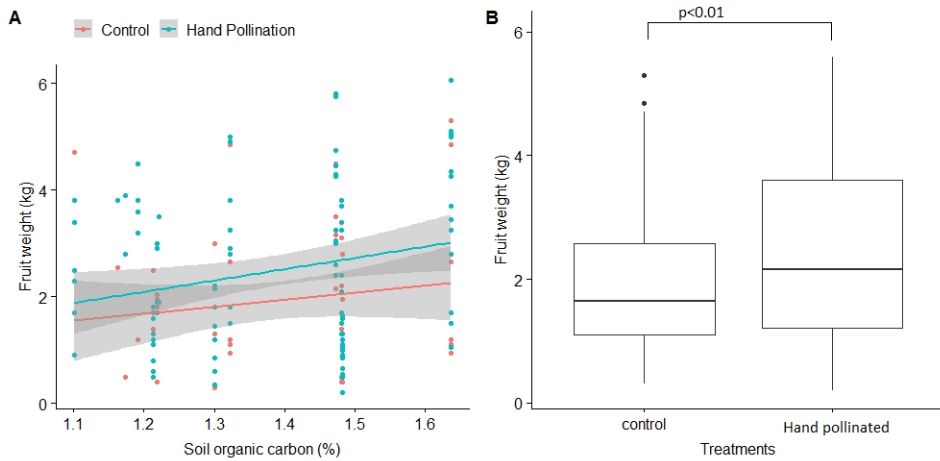 A
Control
Hand Pollination
Fruit weight (kg)
6
4
2
0
1.1 1.2 1.3 1.4 1.5 1.6
Soil organic carbon (%)
B
p<0.01
Fruit weight (kg)
6
4
2
0
control
Hand pollinated
Treatments